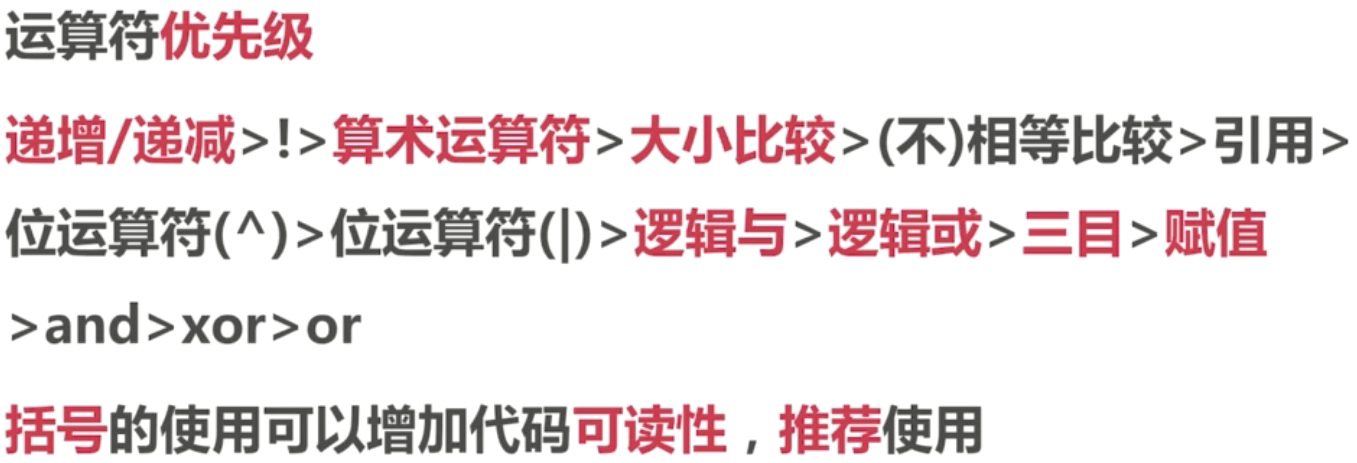 运算符优先级
递增/递减>!>算术运算符>大小比较>(不)相等比较>引用>
位运算符(^)>位运算符(|)>逻辑与>逻辑或>三目>赋值
>and>xor>or
括号的使用可以增加代码可读性，推荐使用